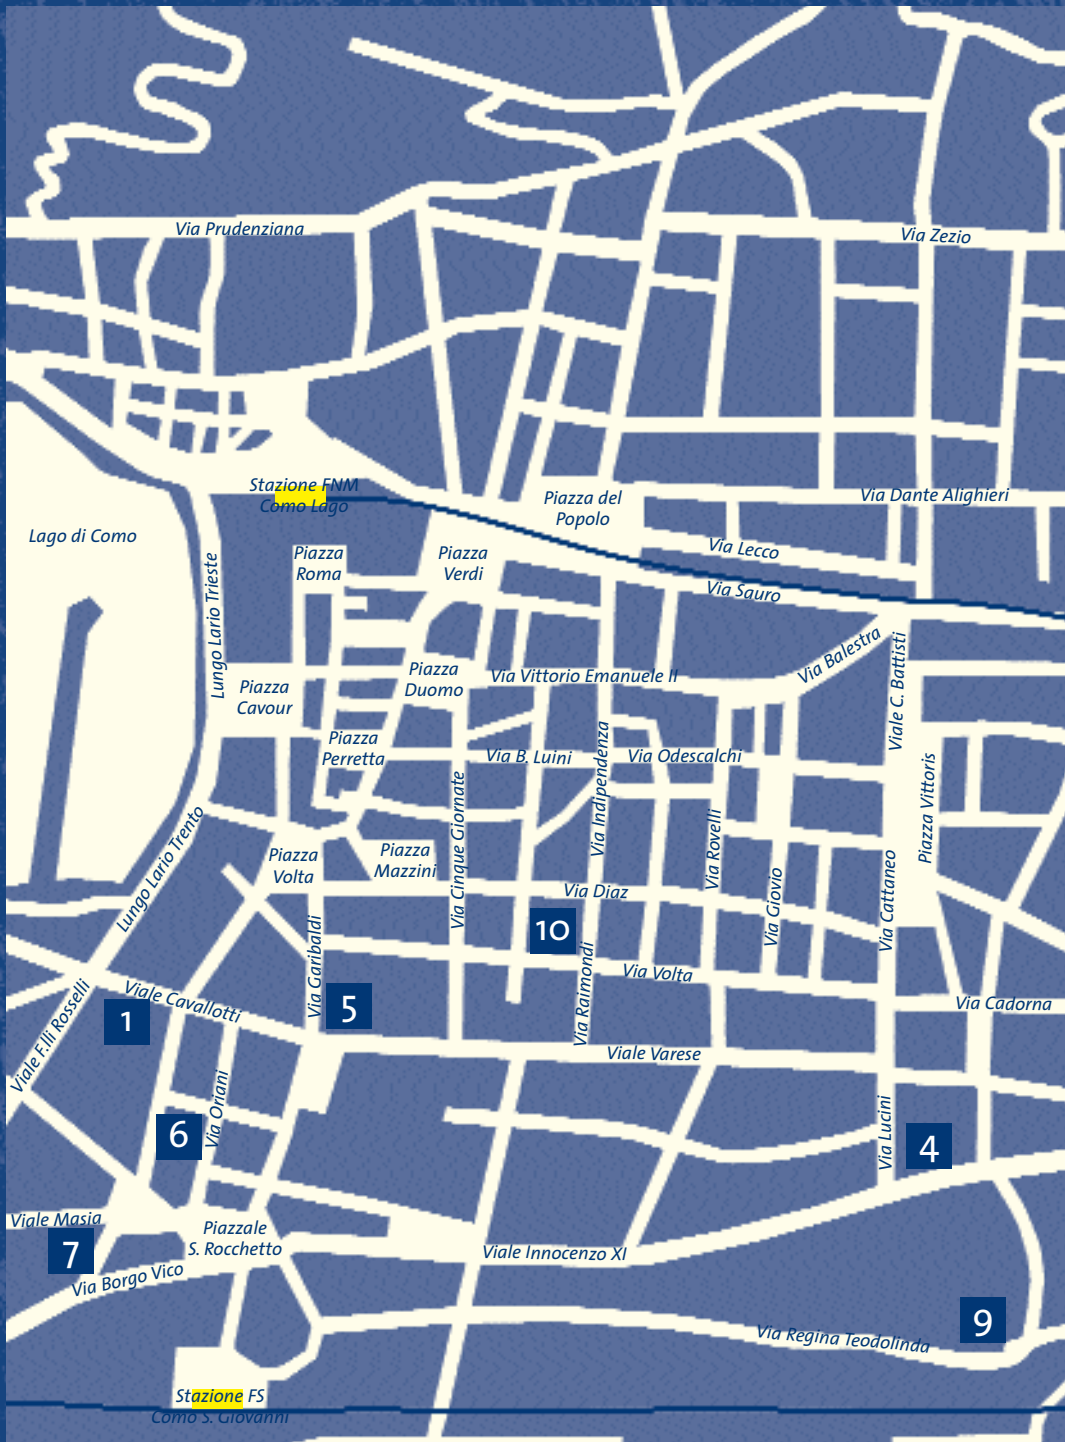 Via Prudenziana
Via Zezio
Stazione FNM
Como Lago
Piazza del
Popolo
Via Dante Alighieri
Lago di Como
Via Lecco
Piazza
Roma
Piazza
Verdi
Via Sauro
Lungo Lario Trieste
Via Balestra
Viale C. Battisti
Piazza
Duomo
Via Vittorio Emanuele II
Piazza
Cavour
Piazza
Perretta
Via B. Luini
Via Indipendenza
Via Odescalchi
Piazza Vittoris
Via Cinque Giornate
Via Rovelli
Lungo Lario Trento
Piazza
Volta
Piazza
Mazzini
Via Diaz
Via Giovio
Via Cattaneo
10
Via Garibaldi
Via Raimondi
Via Volta
Viale F.lli Rosselli
Viale Cavallotti
1
5
Via Cadorna
Viale Varese
Via Oriani
6
Via Lucini
4
Viale Masia
7
Piazzale
S. Rocchetto
Viale Innocenzo XI
Via Borgo Vico
9
Via Regina Teodolinda
Stazione FS
Como S. Giovanni